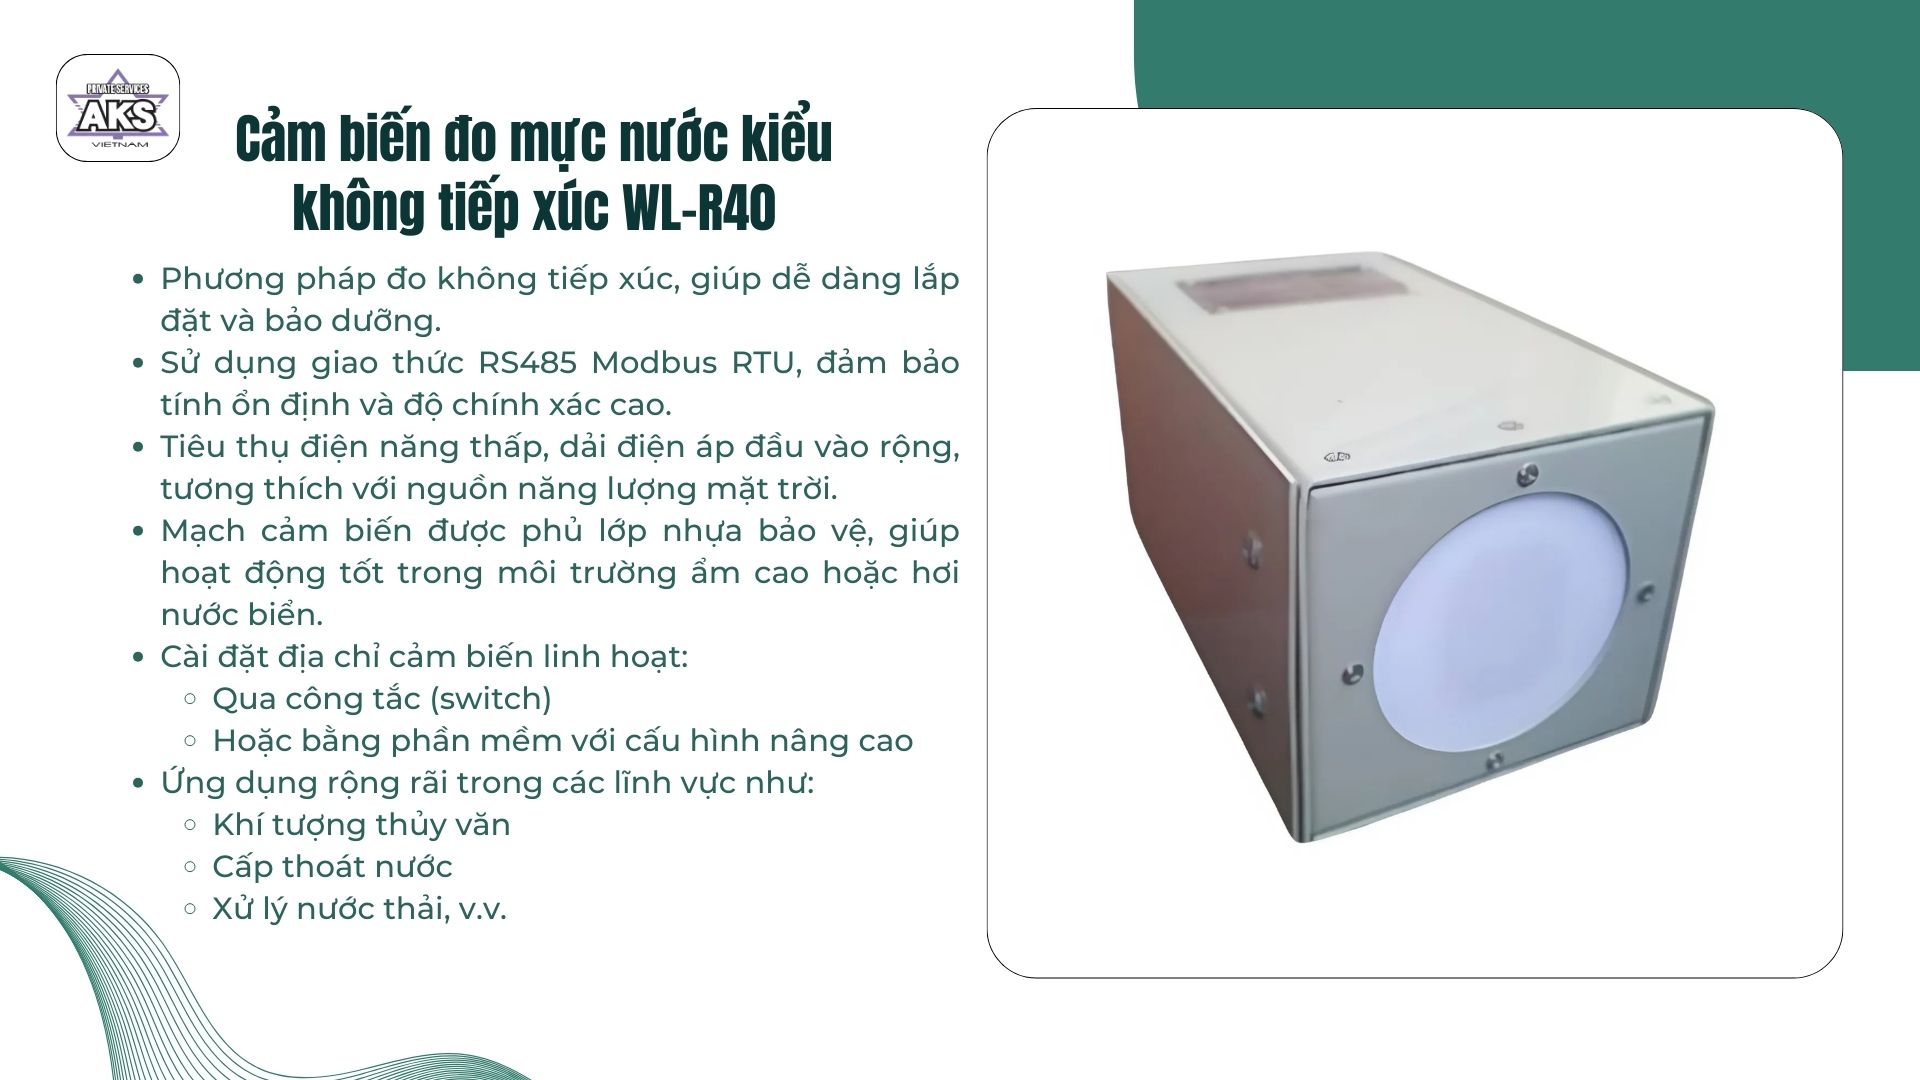 PRIVATE SERVICES
AKS
VIETNAM
Cảm biến đo mực nước kiểu
không tiếp xúc WL-R40
• Phương pháp đo không tiếp xúc, giúp dễ dàng lắp
đặt và bảo dưỡng.
• Sử dụng giao thức RS485 Modbus RTU, đảm bảo
tính ổn định và độ chính xác cao.
• Tiêu thụ điện năng thấp, dải điện áp đầu vào rộng,
tương thích với nguồn năng lượng mặt trời.
• Mạch cảm biến được phủ lớp nhựa bảo vệ, giúp
hoạt động tốt trong môi trường ẩm cao hoặc hơi
nước biển.
• Cài đặt địa chỉ cảm biến linh hoạt:
◦ Qua công tắc (switch)
◦ Hoặc bằng phần mềm với cấu hình nâng cao
• Ứng dụng rộng rãi trong các lĩnh vực như:
◦ Khí tượng thủy văn
◦ Cấp thoát nước
◦ Xử lý nước thải, v.v.